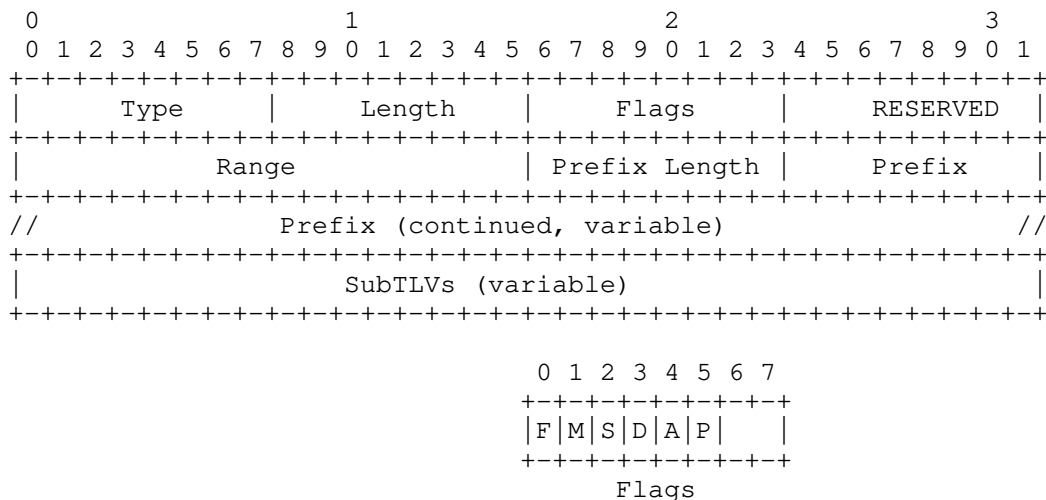 0                   1                   2                   3
 0 1 2 3 4 5 6 7 8 9 0 1 2 3 4 5 6 7 8 9 0 1 2 3 4 5 6 7 8 9 0 1
+-+-+-+-+-+-+-+-+-+-+-+-+-+-+-+-+-+-+-+-+-+-+-+-+-+-+-+-+-+-+-+-+
|      Type     |     Length    |     Flags     |     RESERVED  |
+-+-+-+-+-+-+-+-+-+-+-+-+-+-+-+-+-+-+-+-+-+-+-+-+-+-+-+-+-+-+-+-+
|            Range              | Prefix Length |     Prefix    |
+-+-+-+-+-+-+-+-+-+-+-+-+-+-+-+-+-+-+-+-+-+-+-+-+-+-+-+-+-+-+-+-+
//               Prefix (continued, variable)                  //
+-+-+-+-+-+-+-+-+-+-+-+-+-+-+-+-+-+-+-+-+-+-+-+-+-+-+-+-+-+-+-+-+
|                    SubTLVs (variable)                         |
+-+-+-+-+-+-+-+-+-+-+-+-+-+-+-+-+-+-+-+-+-+-+-+-+-+-+-+-+-+-+-+-+
                                 0 1 2 3 4 5 6 7
                                +-+-+-+-+-+-+-+-+
                                |F|M|S|D|A|P|   |
                                +-+-+-+-+-+-+-+-+
                                      Flags